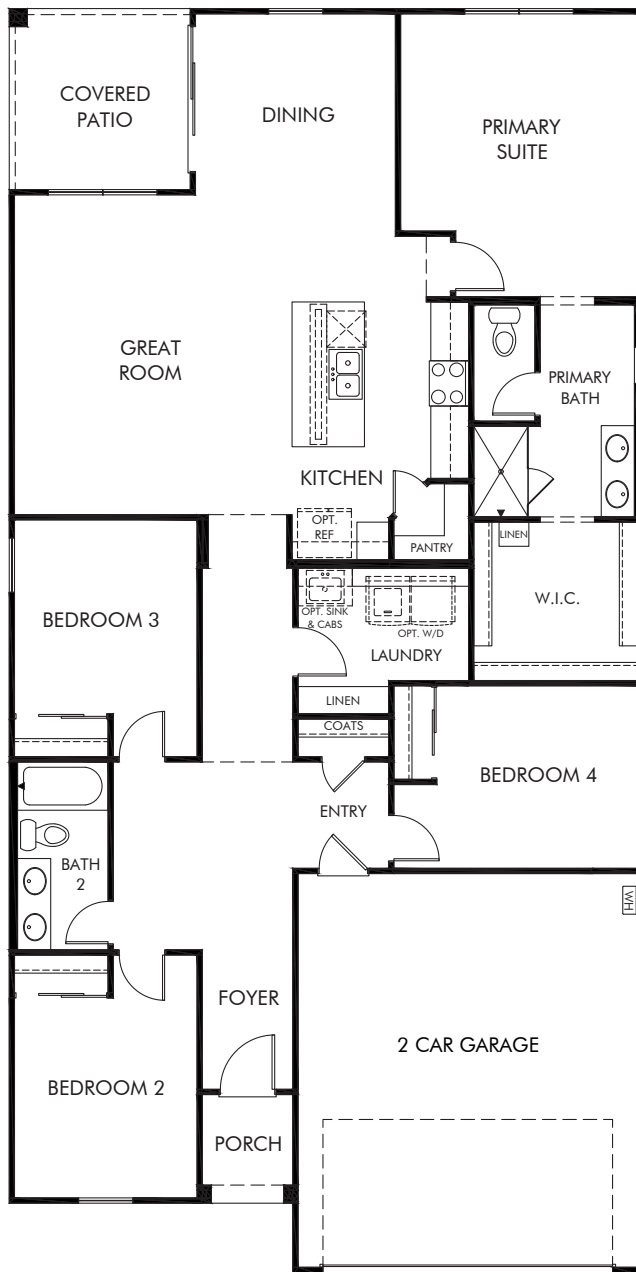 COVERED
PATIO
DINING
PRIMARY
SUITE
GREAT
ROOM
PRIMARY
BATH
KITCHEN
OPT.
REF
PANTRY
LINEN
W.I.C.
BEDROOM 3
OPT. SINK
& CABS
OPT. W/D
LAUNDRY
LINEN
COATS
BEDROOM 4
ENTRY
BATH
2
WH
FOYER
2 CAR GARAGE
BEDROOM 2
PORCH